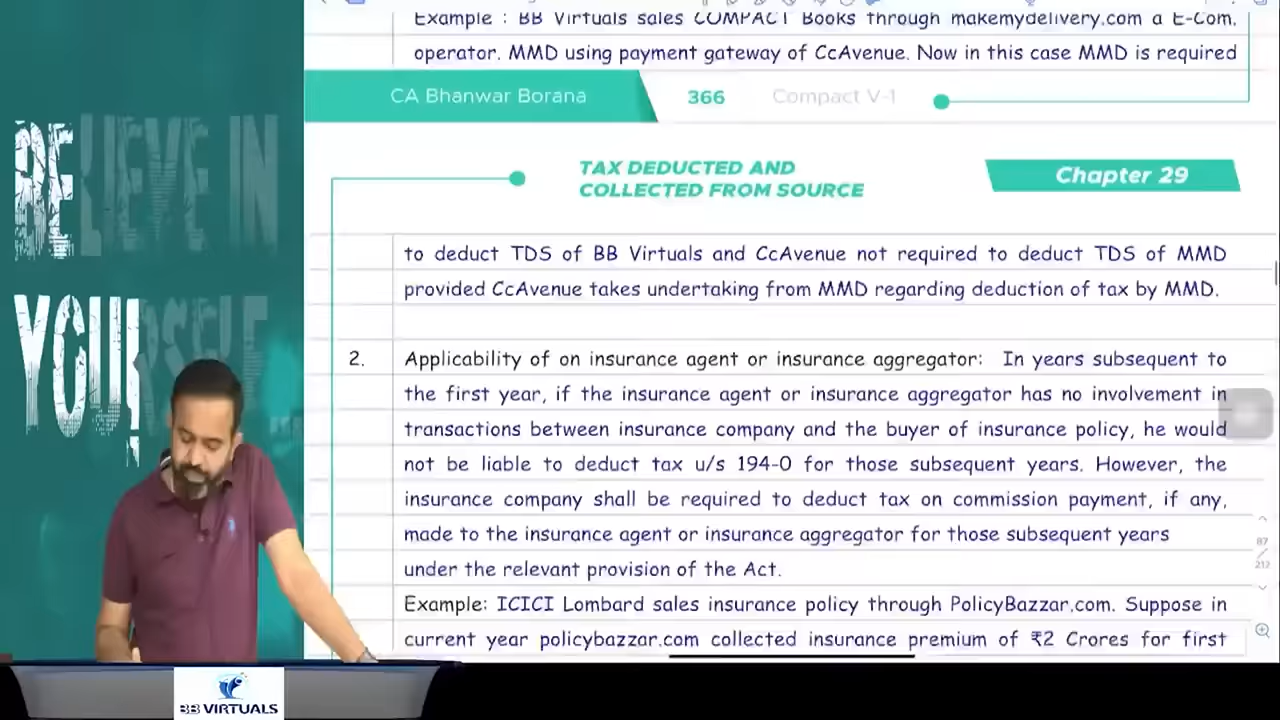 Example : BB Virtuals sales COMPACT Books through makemydelivery.com a E-Com.
operator. MMD using payment gateway of CcAvenue. Now in this case MMD is required
CA Bhanwar Borana
366
Compact V-1
BELIEVE IN
YOURSELF
TAX DEDUCTED AND
COLLECTED FROM SOURCE
Chapter 29
to deduct TDS of BB Virtuals and CcAvenue not required to deduct TDS of MMD
provided CcAvenue takes undertaking from MMD regarding deduction of tax by MMD.
2. Applicability of on insurance agent or insurance aggregator: In years subsequent to
the first year, if the insurance agent or insurance aggregator has no involvement in
transactions between insurance company and the buyer of insurance policy, he would
not be liable to deduct tax u/s 194-O for those subsequent years. However, the
insurance company shall be required to deduct tax on commission payment, if any,
made to the insurance agent or insurance aggregator for those subsequent years
under the relevant provision of the Act.
Example: ICICI Lombard sales insurance policy through PolicyBazzar.com. Suppose in
current year policybazzar.com collected insurance premium of ₹2 Crores for first
87
212
BB VIRTUALS